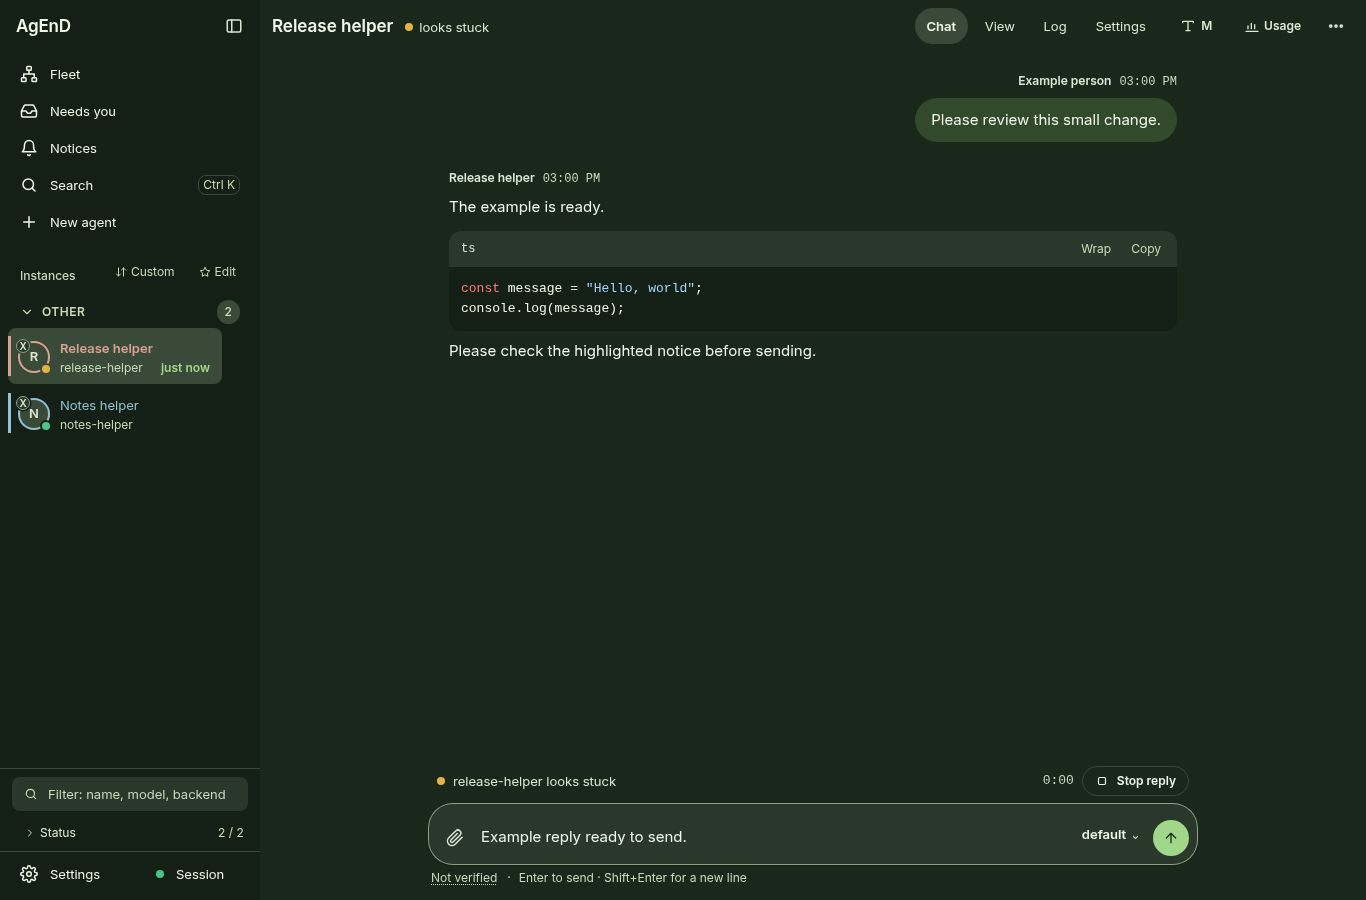 AgEnD
Fleet
Needs you
Notices
Search Ctrl K
New agent
Instances Custom Edit
OTHER 2
X R Release helper
release-helper just now
X N Notes helper
notes-helper
Filter: name, model, backend
Status 2 / 2
Settings Session
Release helper looks stuck
Chat View Log Settings M Usage
Example person 03:00 PM
Please review this small change.
Release helper 03:00 PM
The example is ready.
ts Wrap Copy
const message = "Hello, world";
console.log(message);
Please check the highlighted notice before sending.
release-helper looks stuck 0:00 Stop reply
Example reply ready to send. default
Not verified · Enter to send · Shift+Enter for a new line